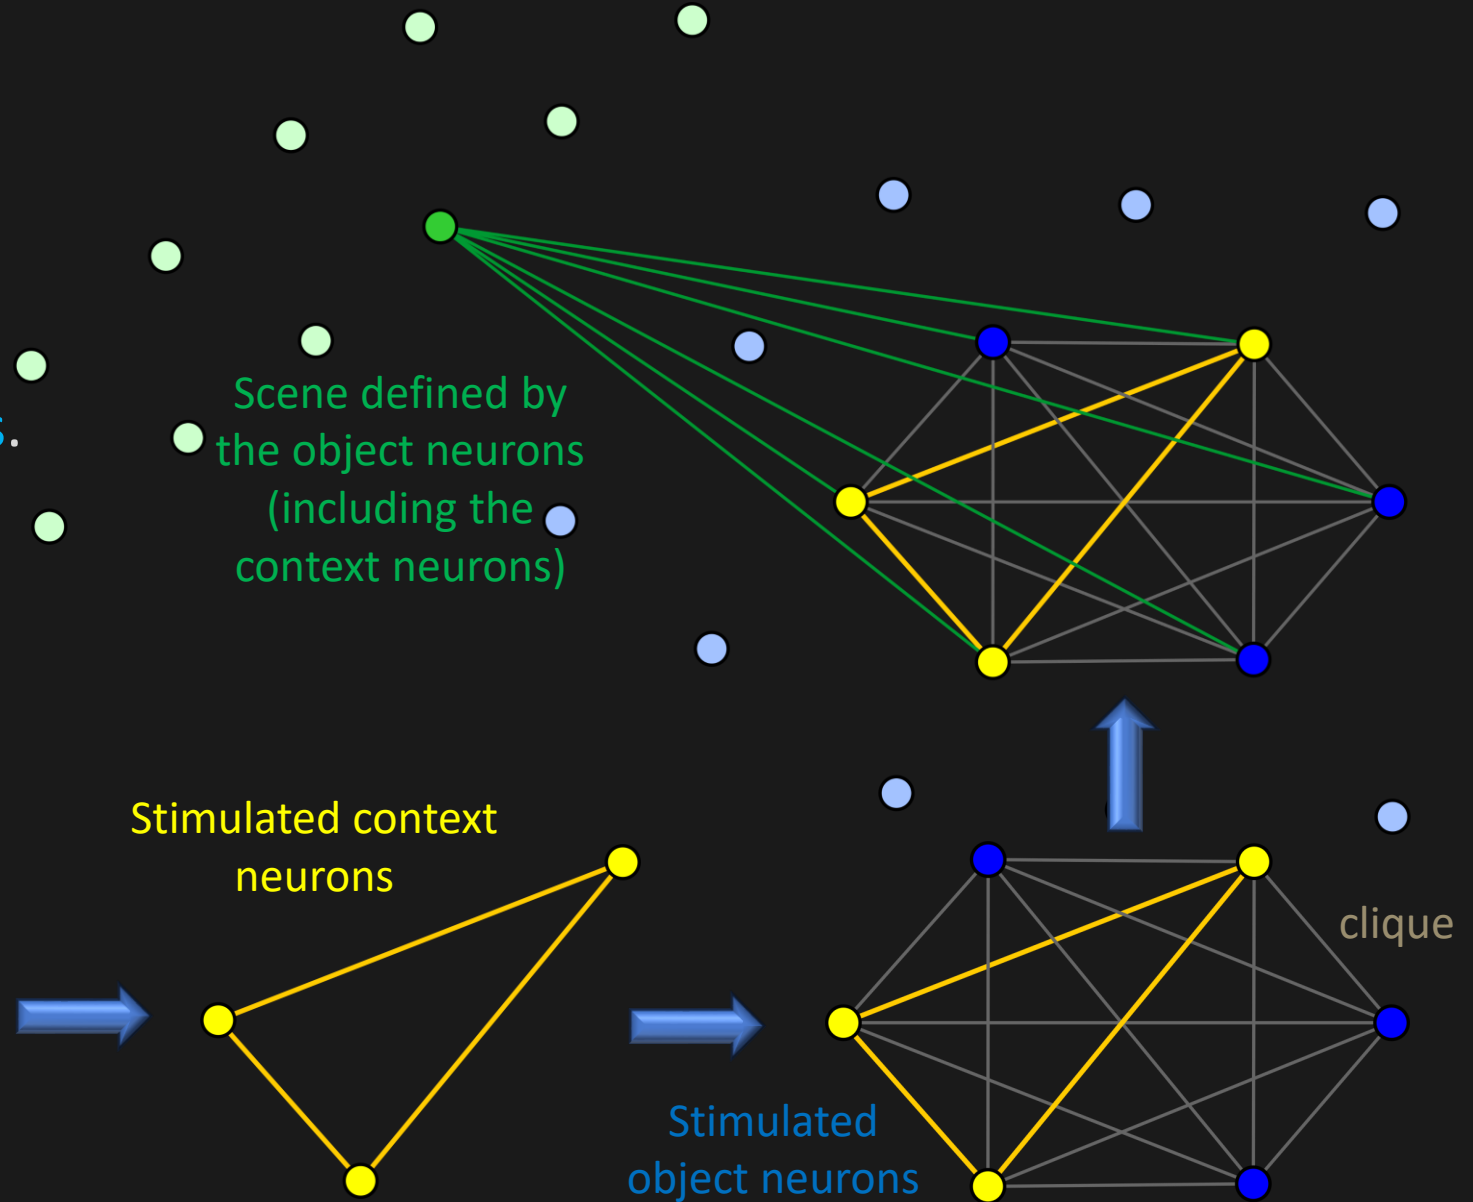 Scene defined by
the object neurons
(including the
context neurons)
s.
Stimulated context
neurons
clique
Stimulated
object neurons